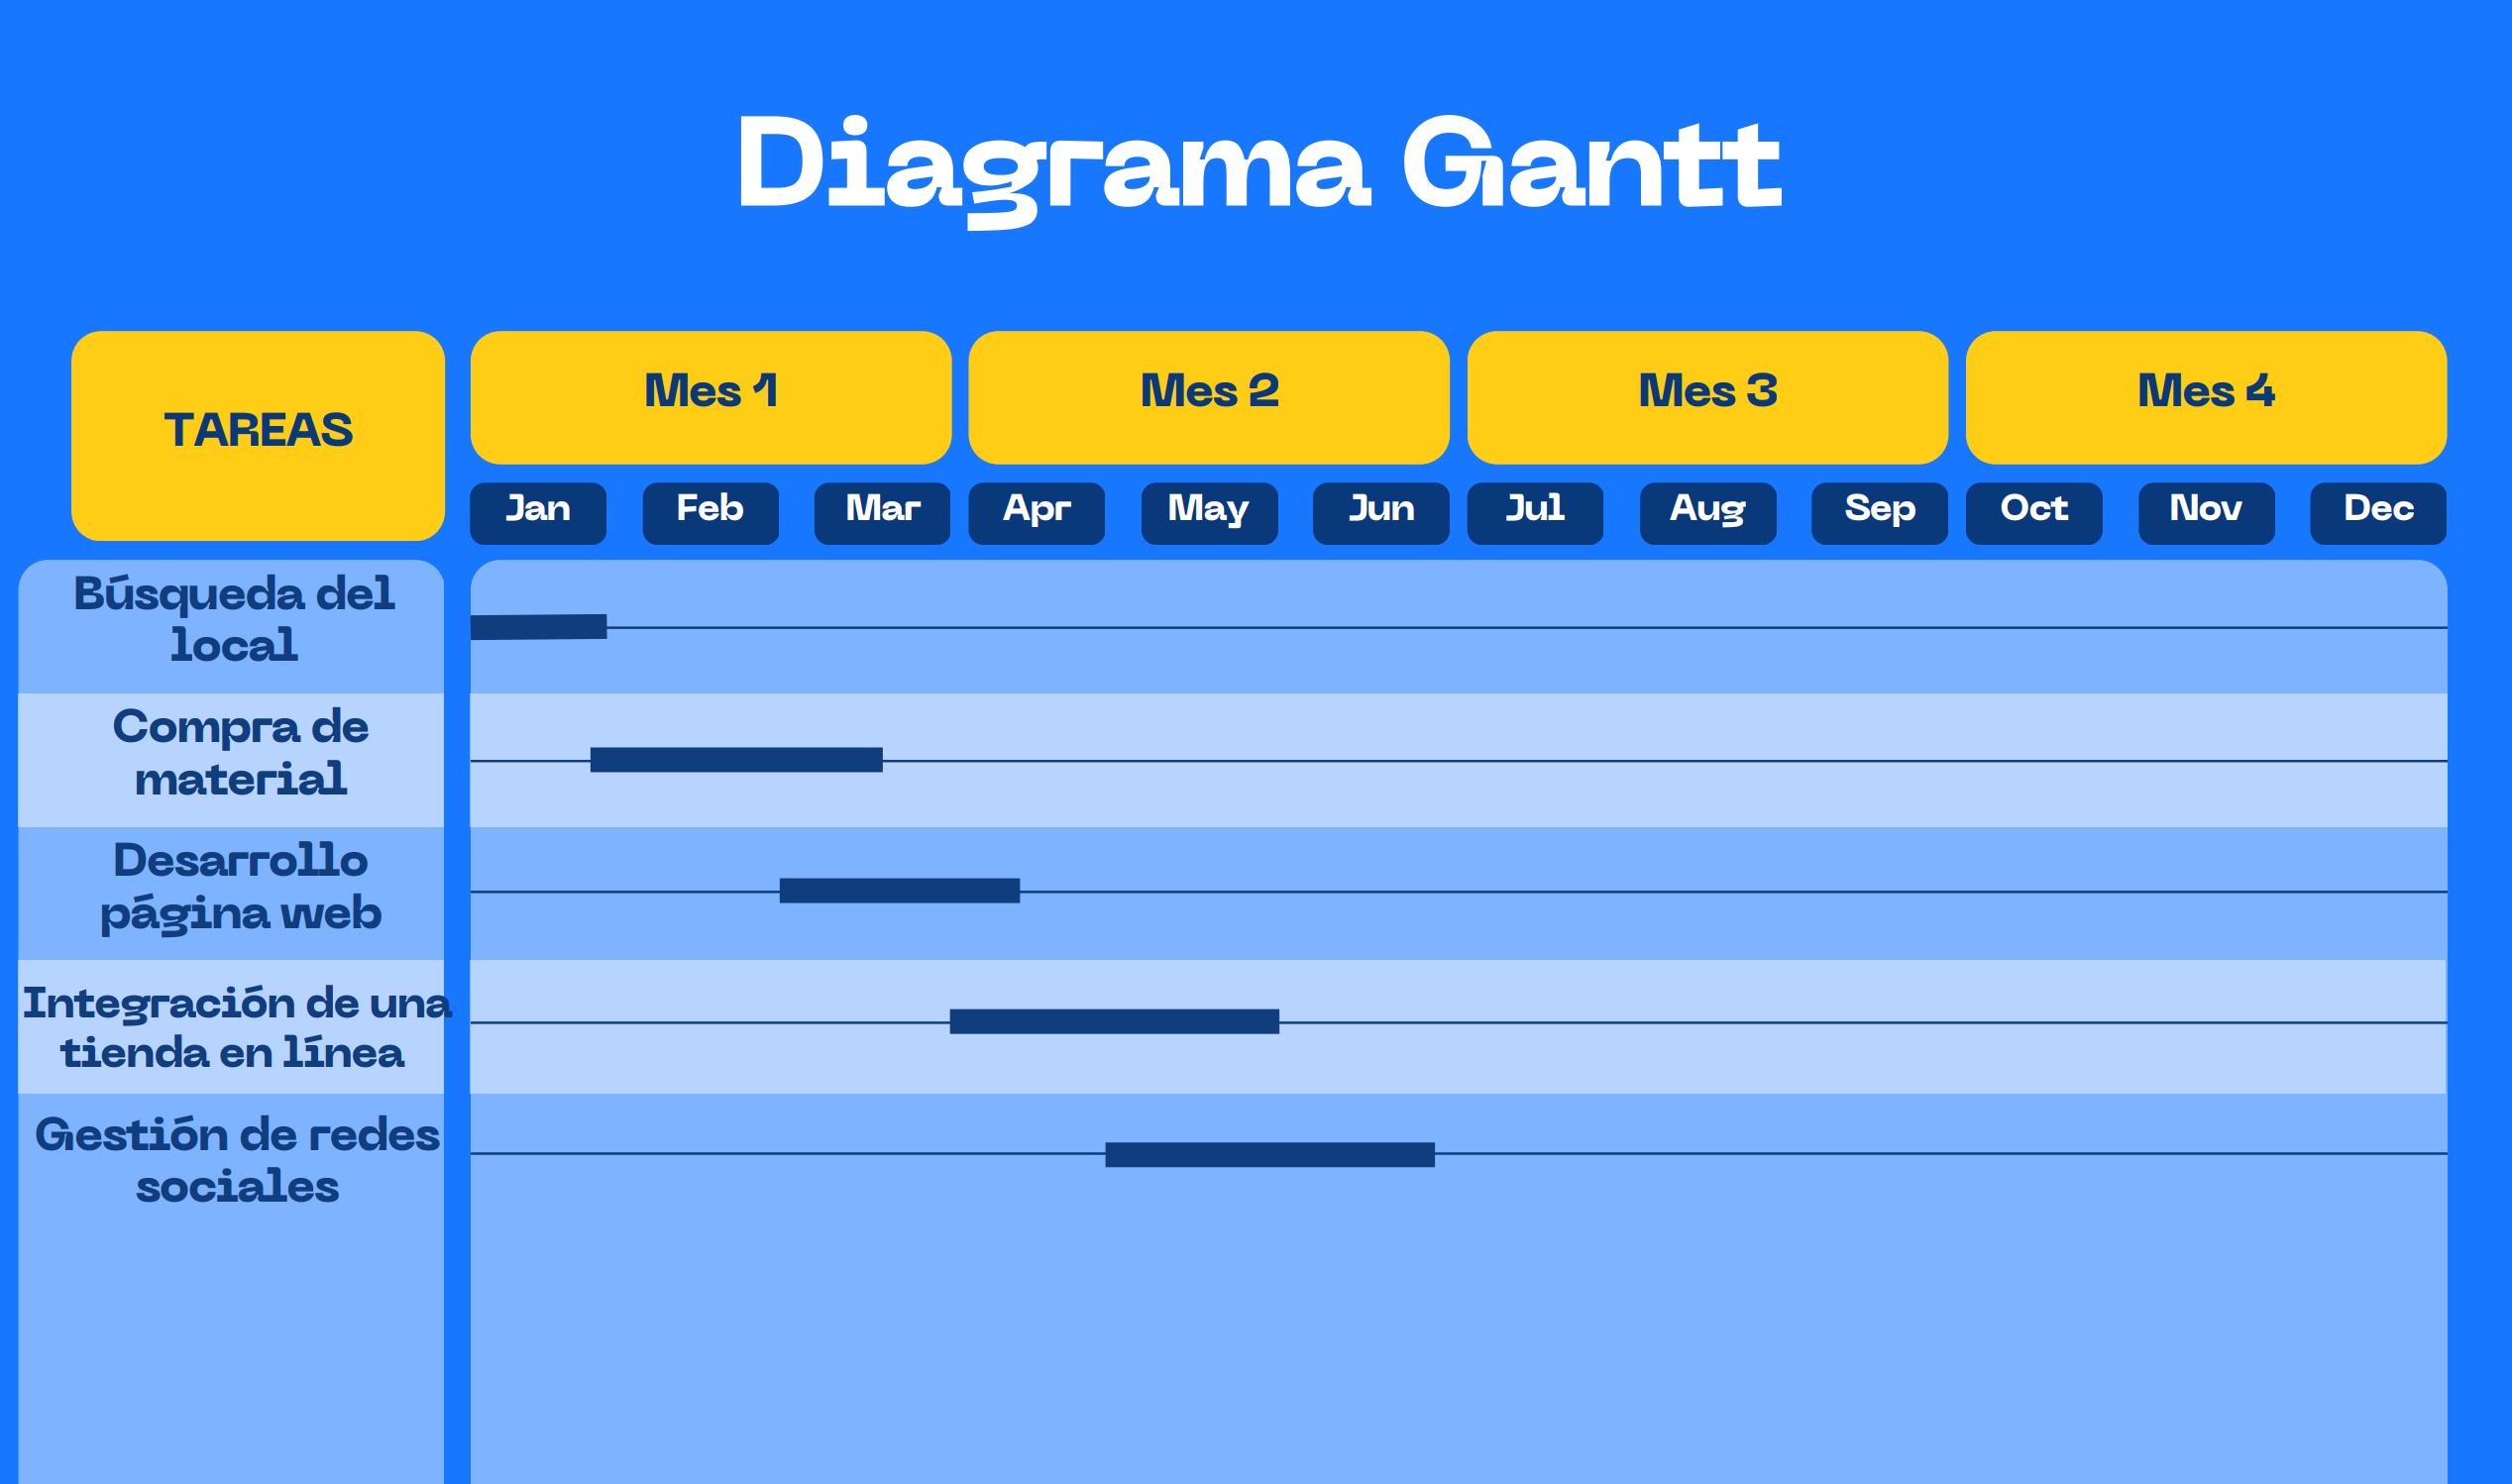 Diagrama Gantt
TAREAS
Mes 1
Mes 2
Mes 3
Mes 4
Jan
Feb
Mar
Apr
May
Jun
Jul
Aug
Sep
Oct
Nov
Dec
Búsqueda del
local
Compra de
material
Desarrollo
página web
Integración de una
tienda en línea
Gestión de redes
sociales